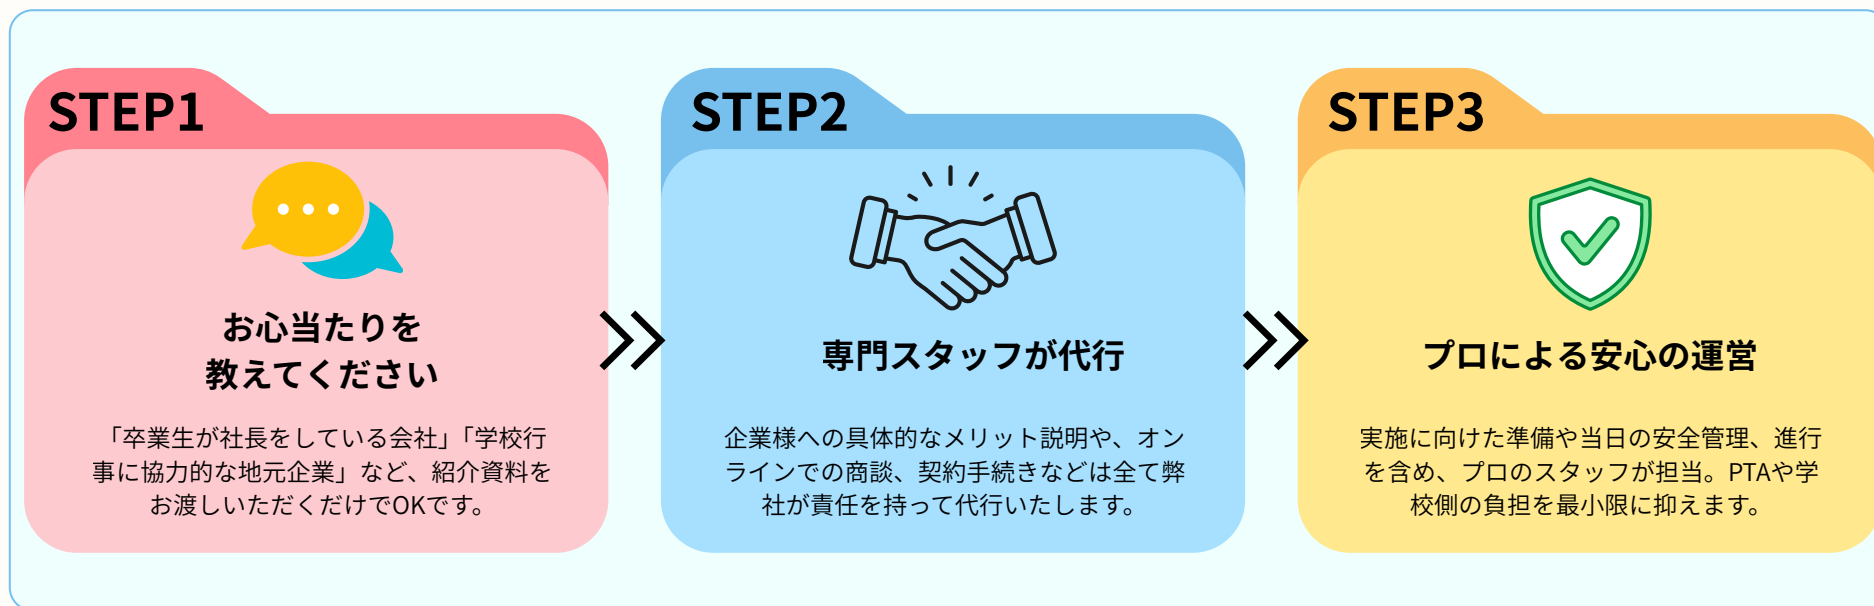 STEP1
お心当たりを
教えてください
「卒業生が社長をしている会社」「学校行
事に協力的な地元企業」など、紹介資料を
お渡しいただくだけでOKです。
STEP2
専門スタッフが代行
企業様への具体的なメリット説明や、オン
ラインでの商談、契約手続きなどは全て弊
社が責任を持って代行いたします。
STEP3
プロによる安心の運営
実施に向けた準備や当日の安全管理、進行
を含め、プロのスタッフが担当。PTAや学
校側の負担を最小限に抑えます。